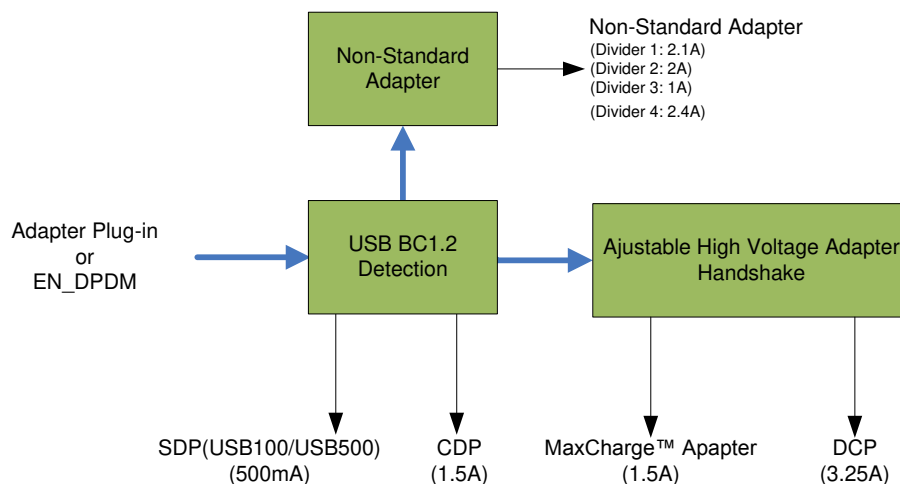 Non-Standard
Adapter
Non-Standard Adapter
(Divider 1: 2.1A)
(Divider 2: 2A)
(Divider 3: 1A)
(Divider 4: 2.4A)
Adapter Plug-in
or
EN_DPDM
USB BC1.2
Detection
Ajustable High Voltage Adapter
Handshake
SDP(USB100/USB500)
(500mA)
CDP
(1.5A)
MaxCharge™ Apapter
(1.5A)
DCP
(3.25A)